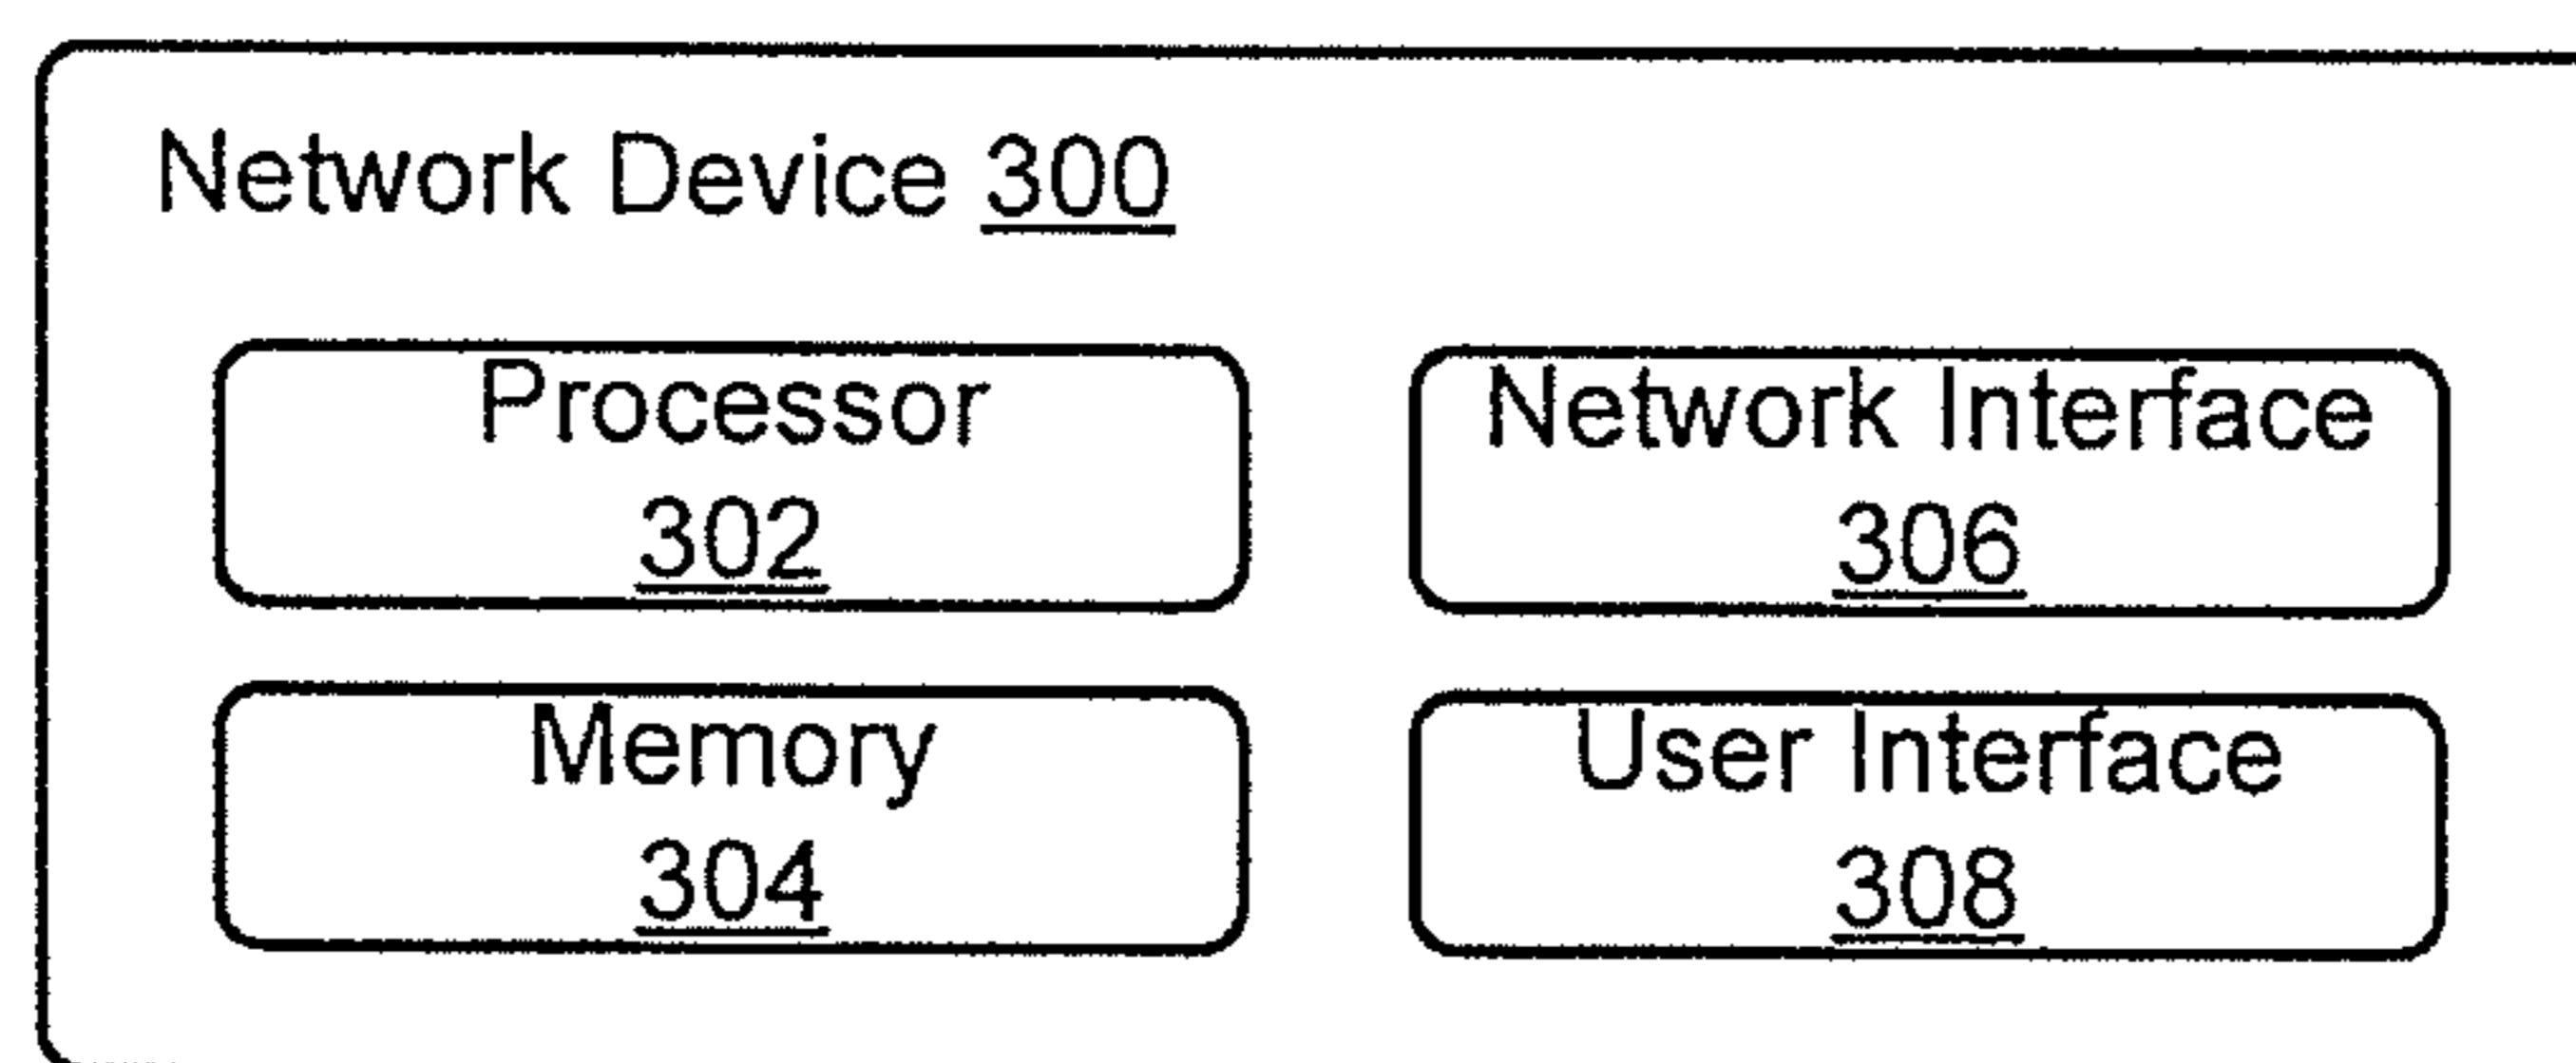 Network Device 300
Processor
302
Network Interface
306
Memory
304
User Interface
308